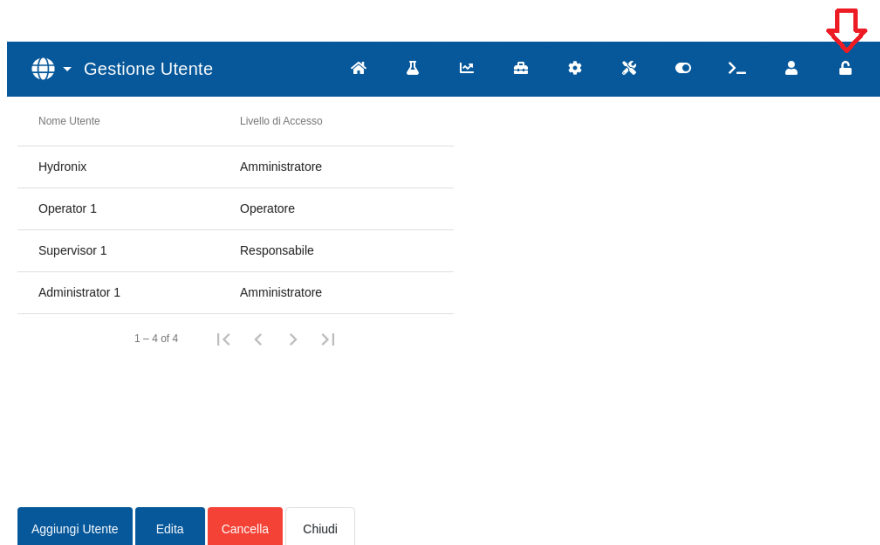 Gestione Utente
Nome Utente Livello di Accesso
Hydronix Amministratore
Operator 1 Operatore
Supervisor 1 Responsabile
Administrator 1 Amministratore
1 – 4 of 4
Aggiungi Utente Edita Cancella Chiudi